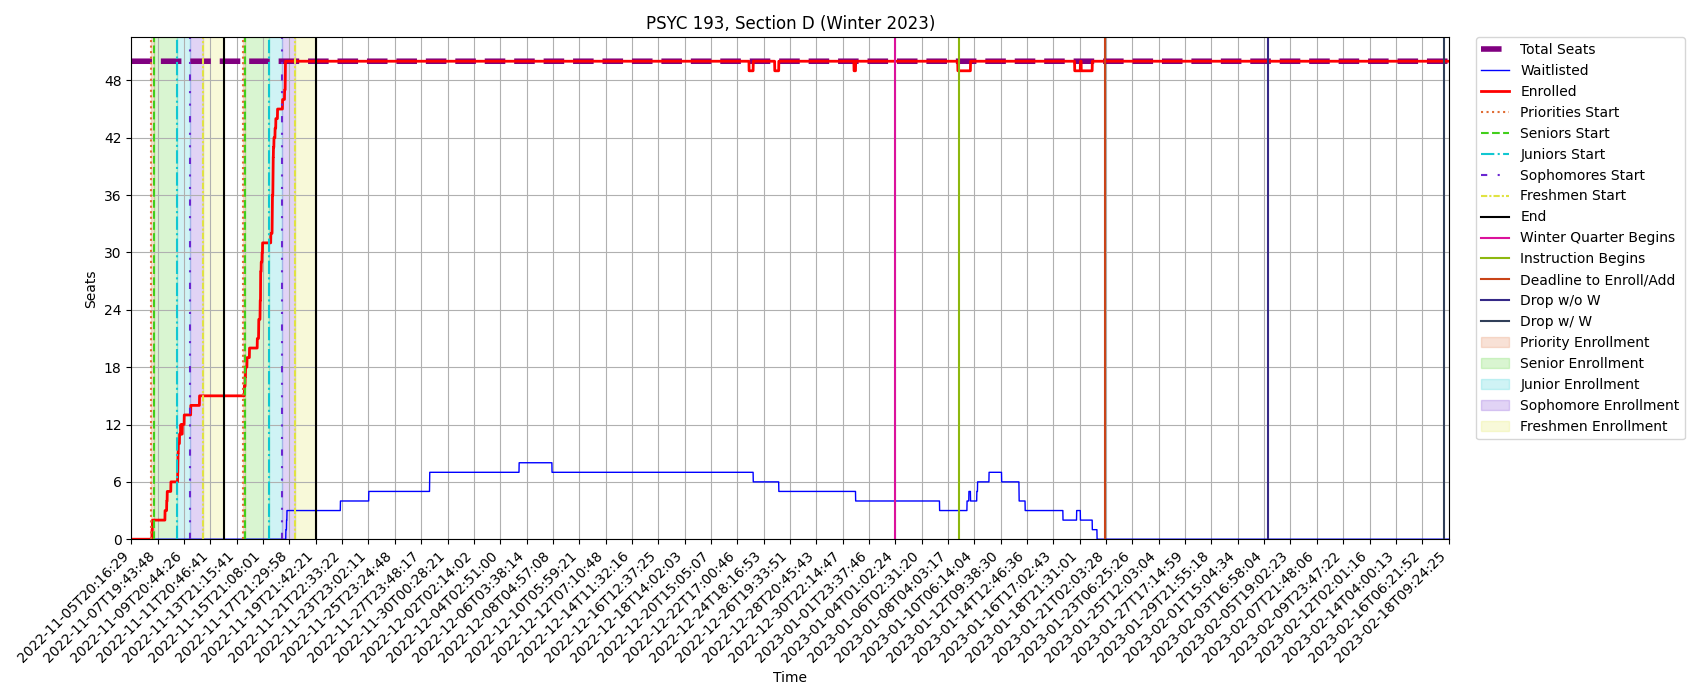 PSYC 193, Section D (Winter 2023)
Seats
48
42
36
30
24
18
12
6
0
2022-11-05T20:16:29
2022-11-07T19:43:48
2022-11-09T20:44:26
2022-11-11T20:46:41
2022-11-13T21:15:41
2022-11-15T21:08:01
2022-11-17T21:29:58
2022-11-19T21:42:21
2022-11-21T22:33:22
2022-11-23T23:02:11
2022-11-25T23:24:48
2022-11-27T23:48:17
2022-11-30T00:28:21
2022-12-02T02:14:02
2022-12-04T02:51:00
2022-12-06T03:38:14
2022-12-08T04:57:08
2022-12-10T05:59:21
2022-12-12T07:10:48
2022-12-14T11:32:16
2022-12-16T12:37:25
2022-12-18T14:02:03
2022-12-20T15:05:07
2022-12-22T17:00:46
2022-12-24T18:16:53
2022-12-26T19:33:51
2022-12-28T20:45:43
2022-12-30T22:14:47
2023-01-01T23:37:46
2023-01-04T01:02:24
2023-01-06T02:31:20
2023-01-08T04:03:17
2023-01-10T06:14:04
2023-01-12T09:38:30
2023-01-14T12:46:36
2023-01-16T17:02:43
2023-01-18T21:31:01
2023-01-21T02:03:28
2023-01-23T06:25:26
2023-01-25T12:03:04
2023-01-27T17:14:59
2023-01-29T21:55:18
2023-02-01T15:04:34
2023-02-03T16:58:04
2023-02-05T19:02:23
2023-02-07T21:48:06
2023-02-09T23:47:22
2023-02-12T02:01:16
2023-02-14T04:00:13
2023-02-16T06:21:52
2023-02-18T09:24:25
Time
Total Seats
Waitlisted
Enrolled
Priorities Start
Seniors Start
Juniors Start
Sophomores Start
Freshmen Start
End
Winter Quarter Begins
Instruction Begins
Deadline to Enroll/Add
Drop w/o W
Drop w/ W
Priority Enrollment
Senior Enrollment
Junior Enrollment
Sophomore Enrollment
Freshmen Enrollment